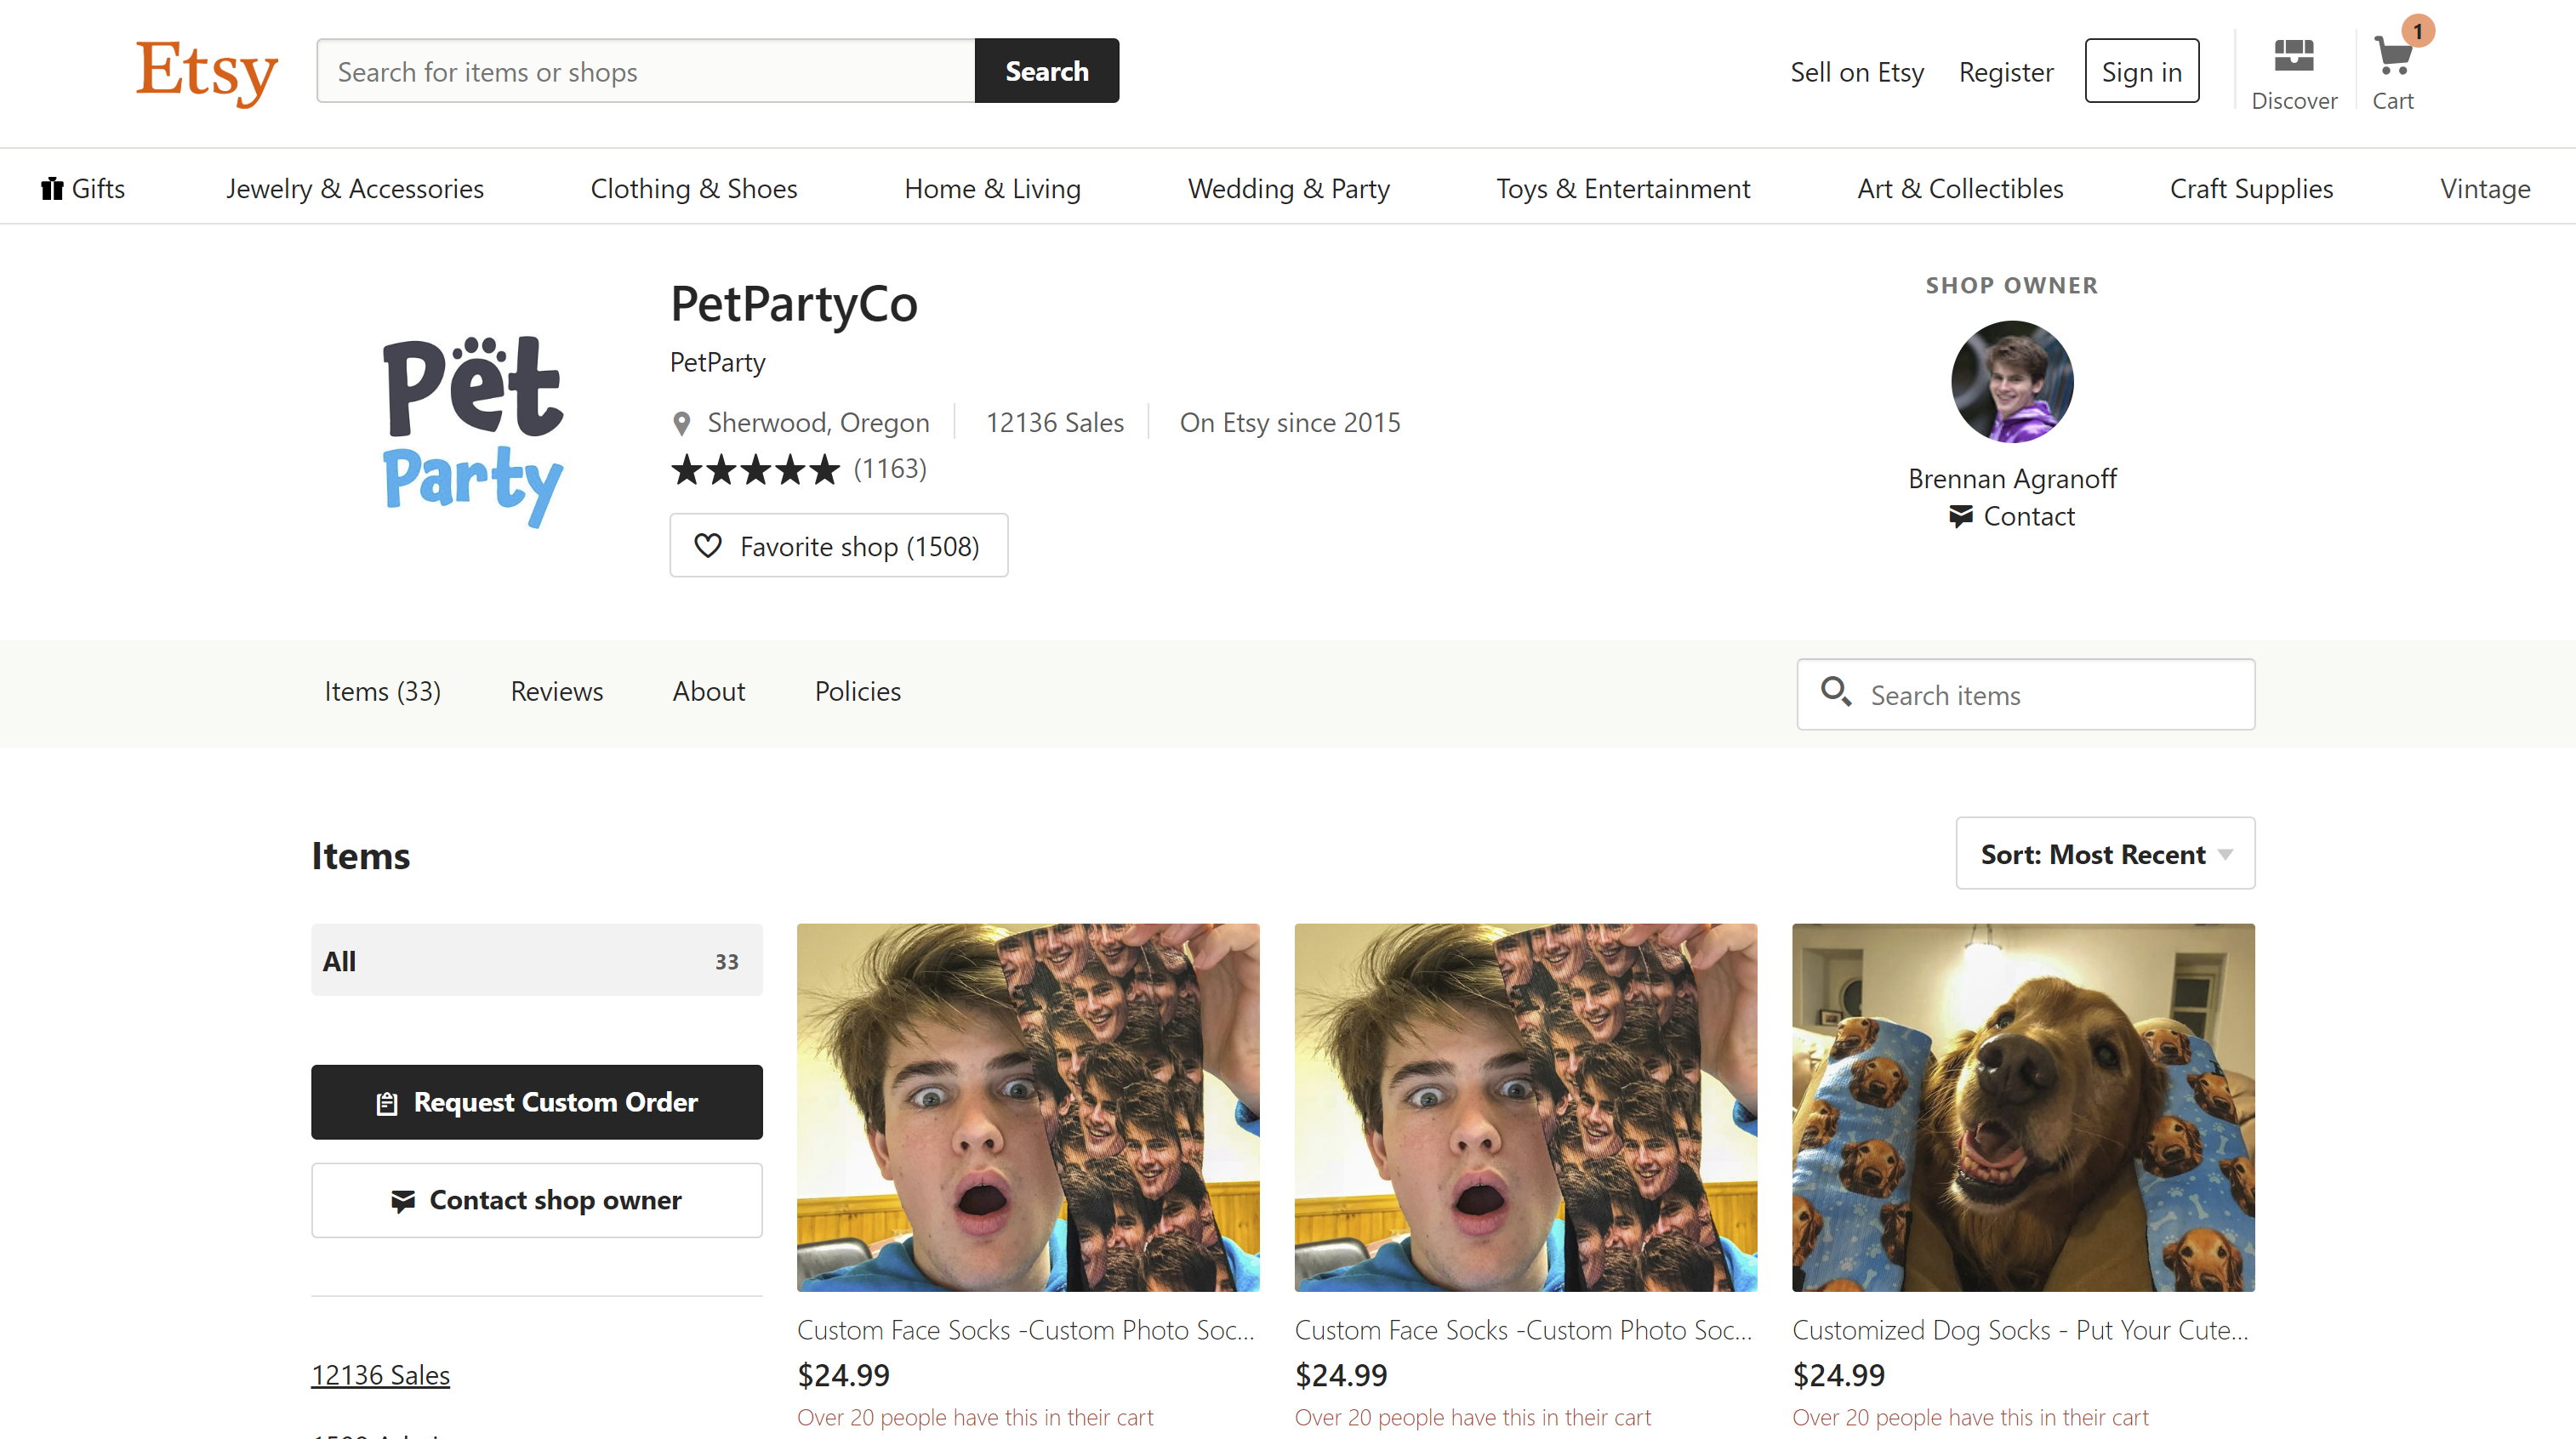 Etsy
Search for items or shops
Search
Sell on Etsy
Register
Sign in
Discover
1
Cart
Gifts
Jewelry & Accessories
Clothing & Shoes
Home & Living
Wedding & Party
Toys & Entertainment
Art & Collectibles
Craft Supplies
Vintage
Pet
Party
PetPartyCo
PetParty
Sherwood, Oregon
12136 Sales
On Etsy since 2015
(1163)
Favorite shop (1508)
SHOP OWNER
Brennan Agranoff
Contact
Items (33)
Reviews
About
Policies
Search items
Items
Sort: Most Recent
All
33
Request Custom Order
Contact shop owner
12136 Sales
Custom Face Socks -Custom Photo Soc...
$24.99
Over 20 people have this in their cart
Custom Face Socks -Custom Photo Soc...
$24.99
Over 20 people have this in their cart
Customized Dog Socks - Put Your Cute...
$24.99
Over 20 people have this in their cart